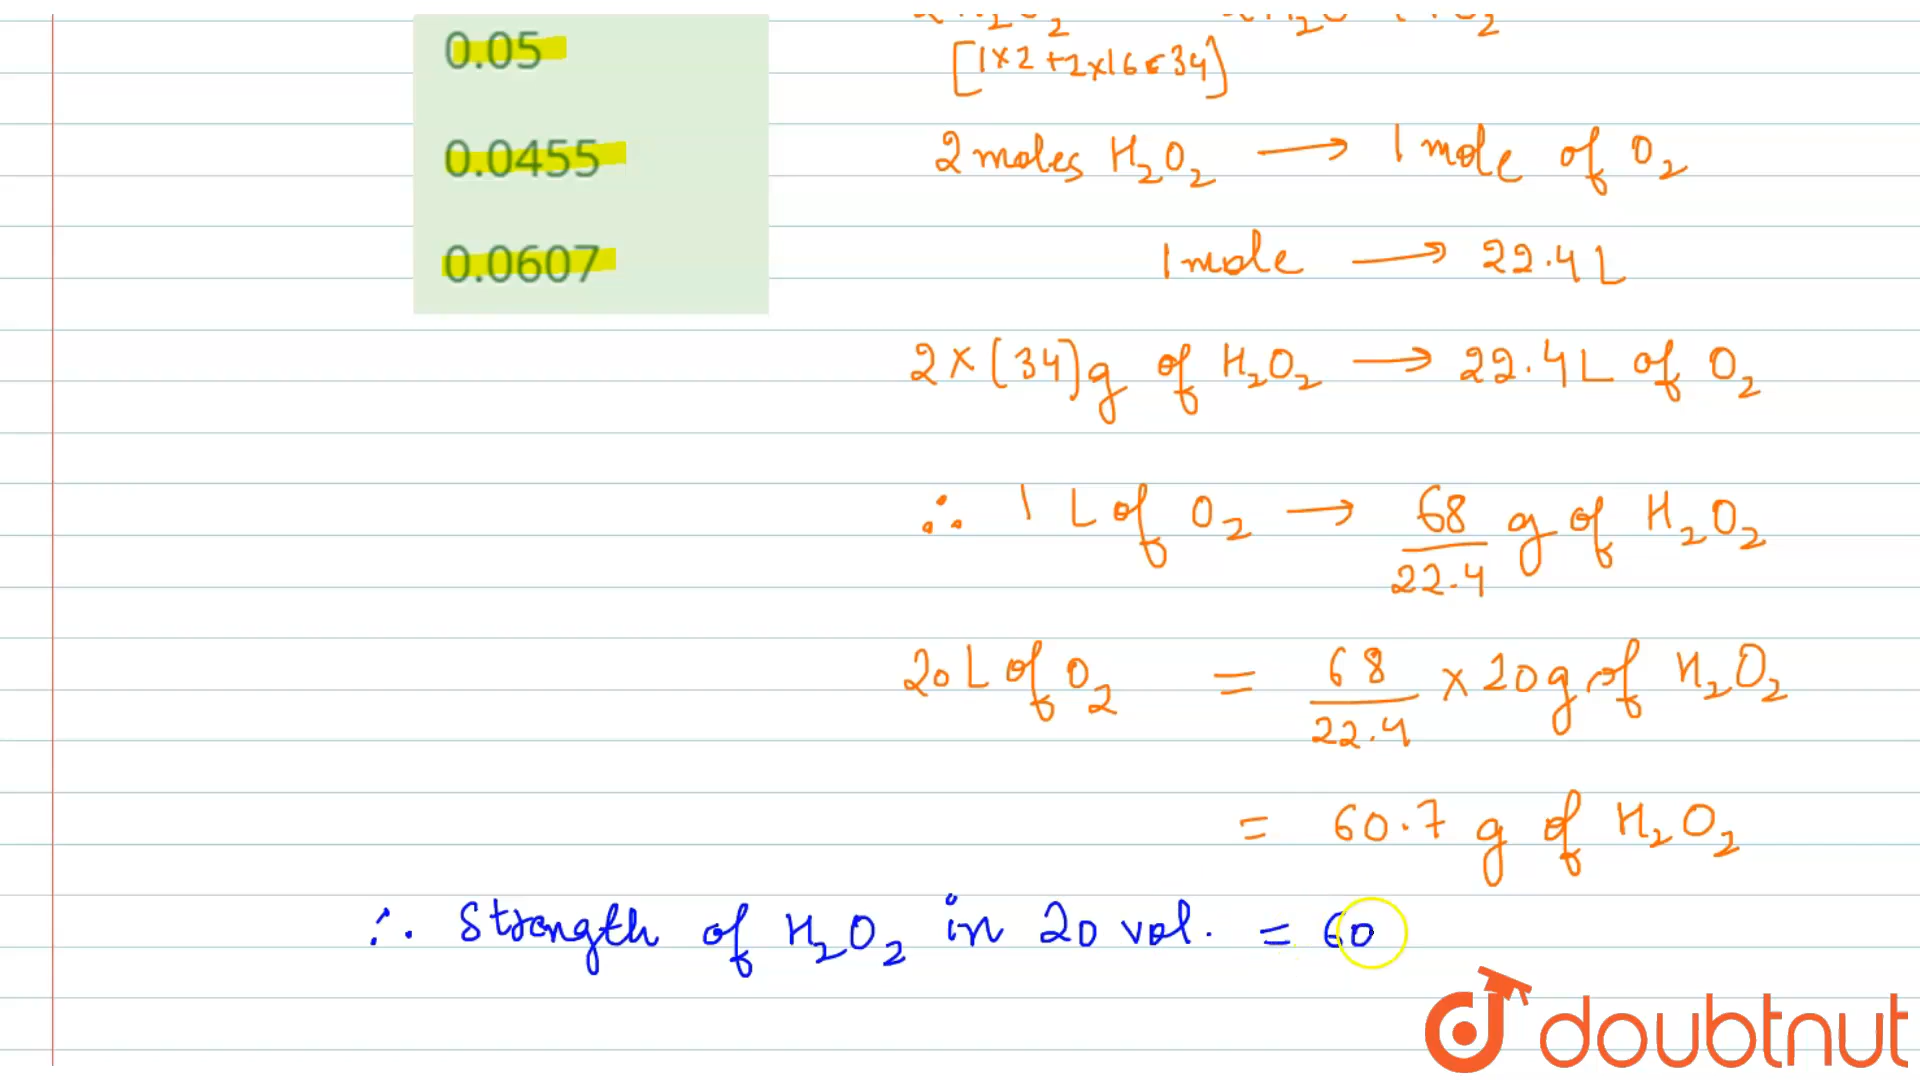 0.05
0.0455
0.0607
[1×2+2×16=34]
2 moles H₂O₂ → 1 mole of O₂
1 mole → 22.4 L
2 × (34) g of H₂O₂ → 22.4 L of O₂
∴ 1 L of O₂ → 68/22.4 g of H₂O₂
20 L of O₂ = 68/22.4 × 20 g of H₂O₂
= 60.7 g of H₂O₂
∴ Strength of H₂O₂ in 20 vol. = 60
doubtnut